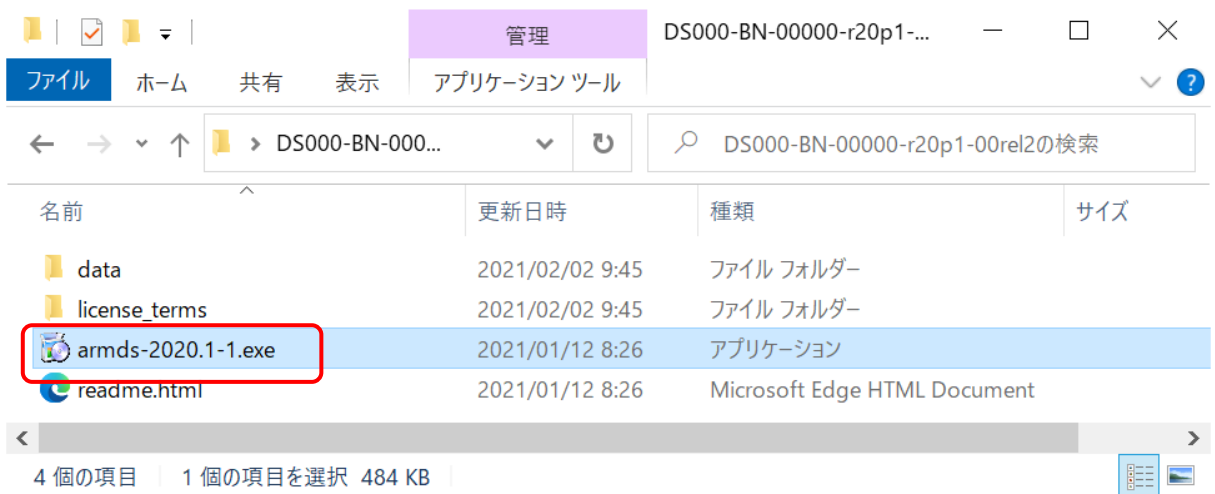 管理
DS000-BN-00000-r20p1-...
ファイル ホーム 共有 表示 アプリケーション ツール
DS000-BN-000...
DS000-BN-00000-r20p1-00rel2の検索
名前 更新日時 種類 サイズ
data 2021/02/02 9:45 ファイル フォルダー
license_terms 2021/02/02 9:45 ファイル フォルダー
armds-2020.1-1.exe 2021/01/12 8:26 アプリケーション
readme.html 2021/01/12 8:26 Microsoft Edge HTML Document
4 個の項目 1 個の項目を選択 484 KB